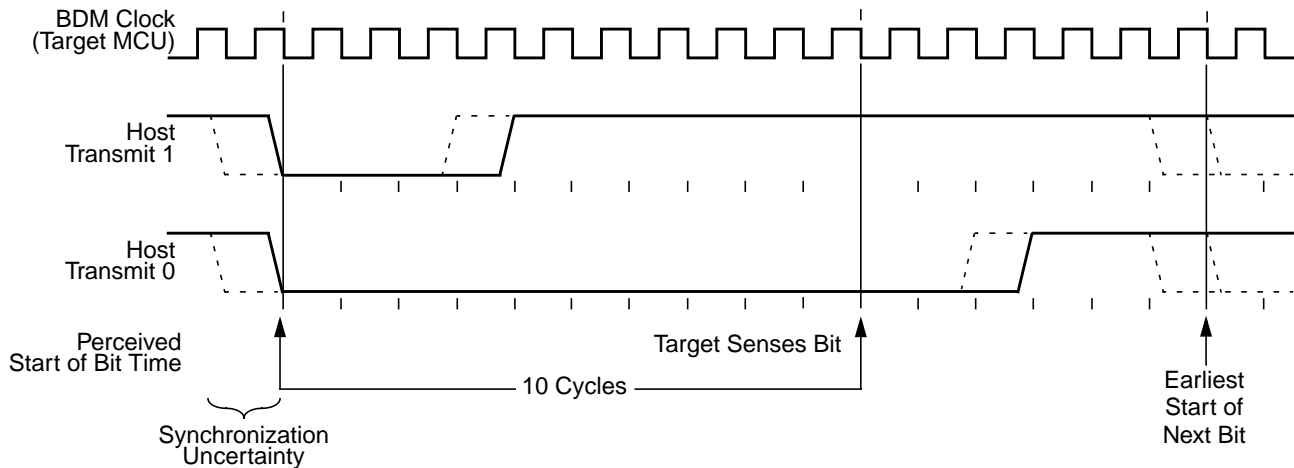 BDM Clock
(Target MCU)
Host
Transmit 1
Host
Transmit 0
Perceived
Start of Bit Time
Target Senses Bit
10 Cycles
Earliest
Start of
Next Bit
Synchronization
Uncertainty